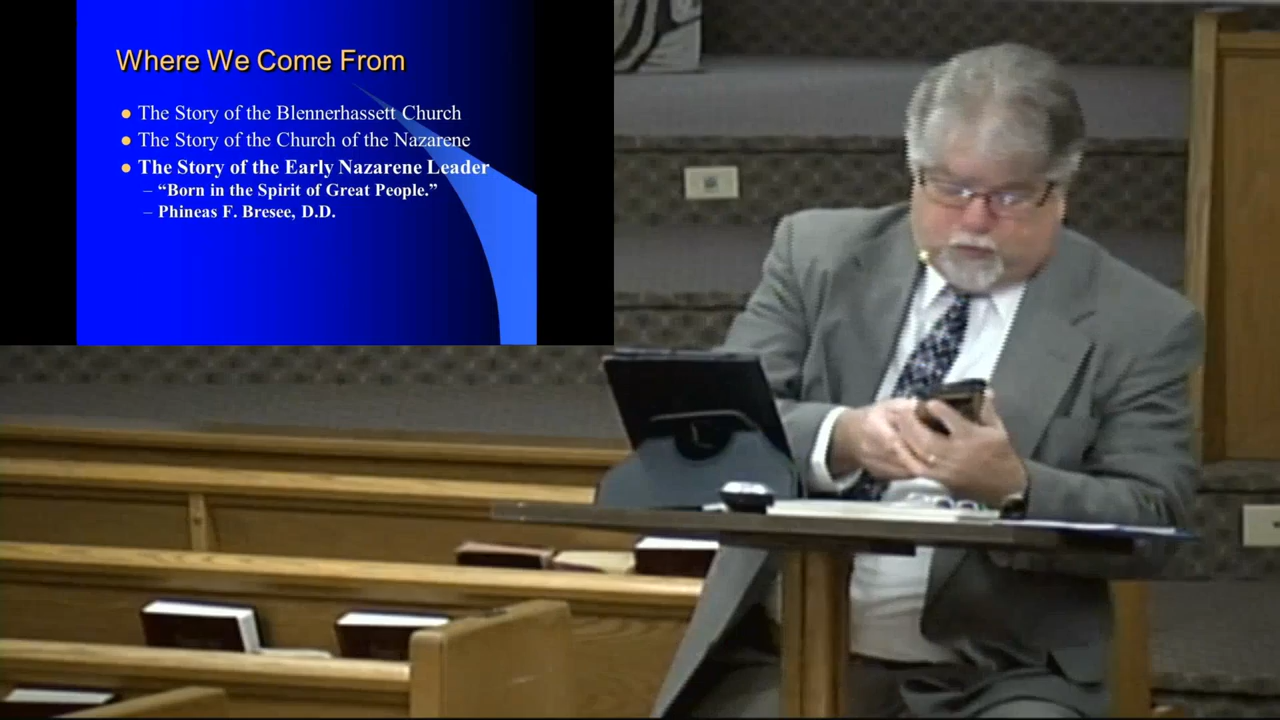 Where We Come From
The Story of the Blennerhassett Church
The Story of the Church of the Nazarene
The Story of the Early Nazarene Leader
– “Born in the Spirit of Great People.”
– Phineas F. Bresee, D.D.